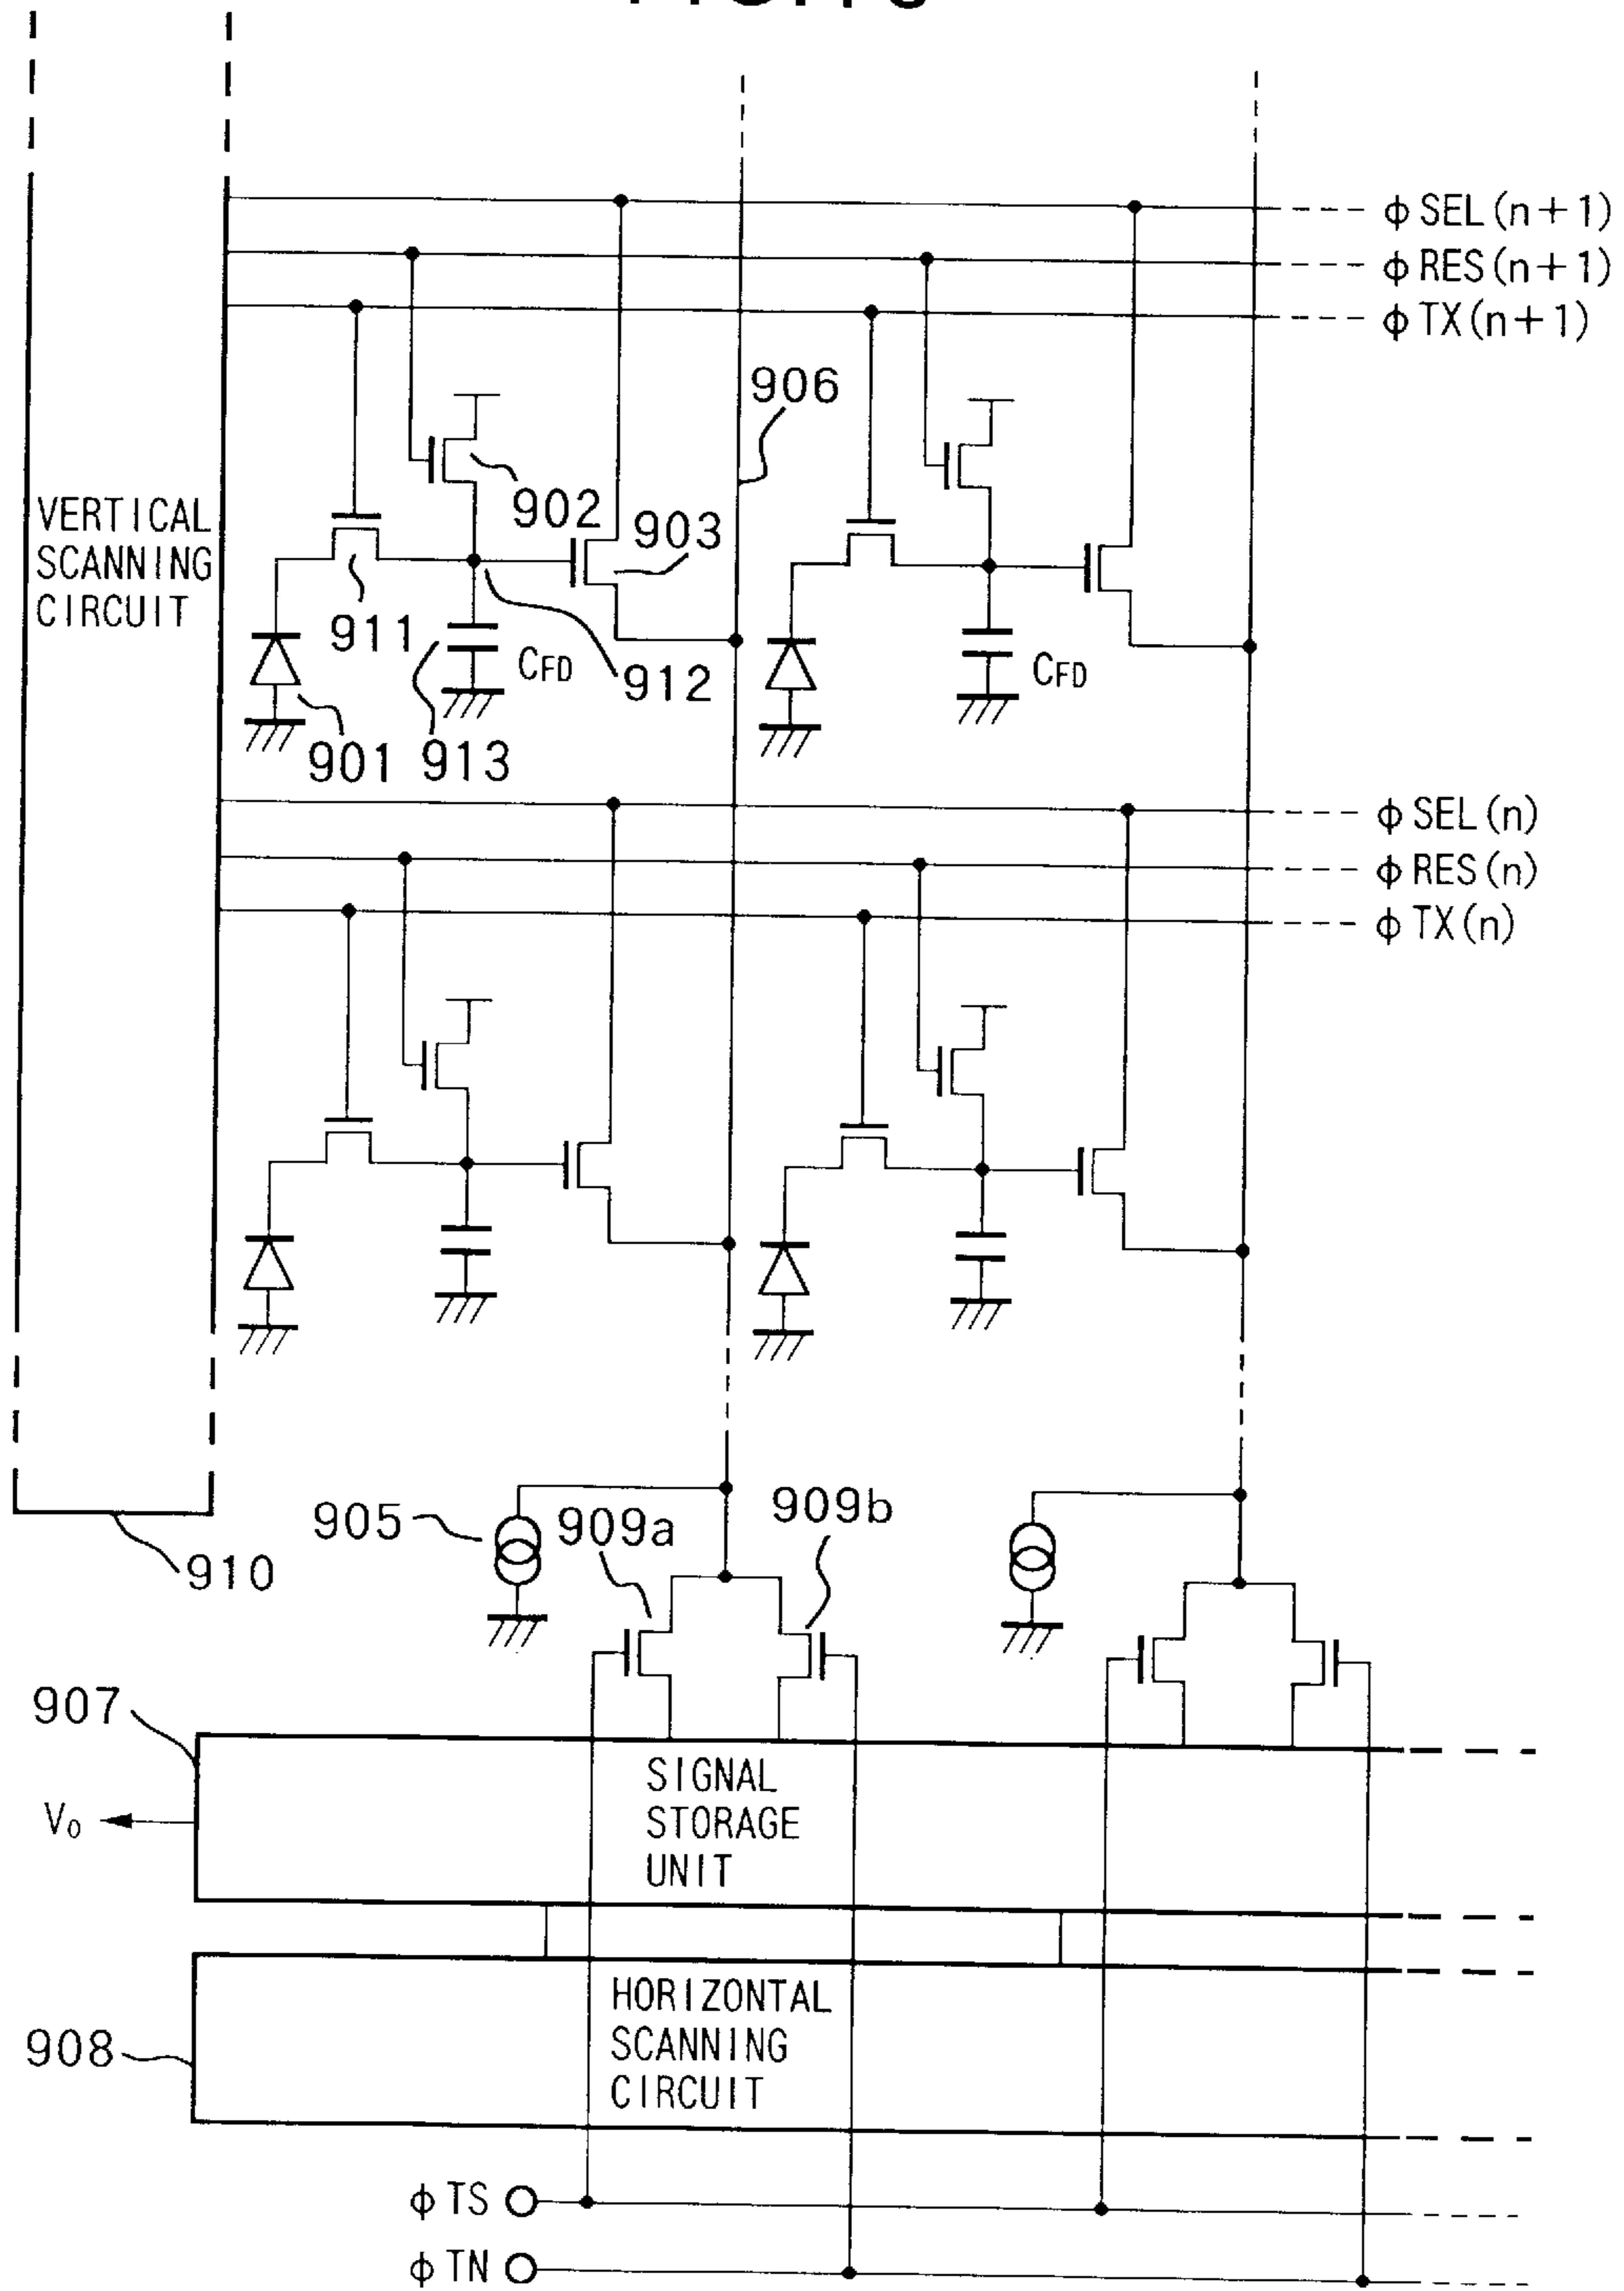 φSEL(n+1)
φRES(n+1)
φTX(n+1)
906
902
903
VERTICAL
SCANNING
CIRCUIT
911
CFD
912
CFD
901
913
φSEL(n)
φRES(n)
φTX(n)
905
909a
909b
910
907
SIGNAL
STORAGE
UNIT
V0
HORIZONTAL
SCANNING
CIRCUIT
908
φTS
φTN